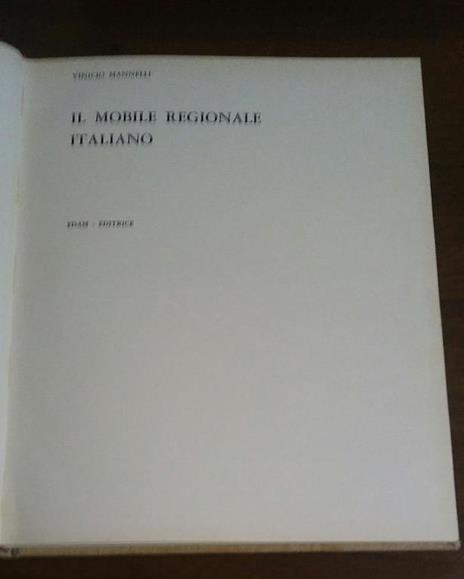 VINICIO MANNELLI
IL MOBILE REGIONALE
ITALIANO
EDAM - EDITRICE